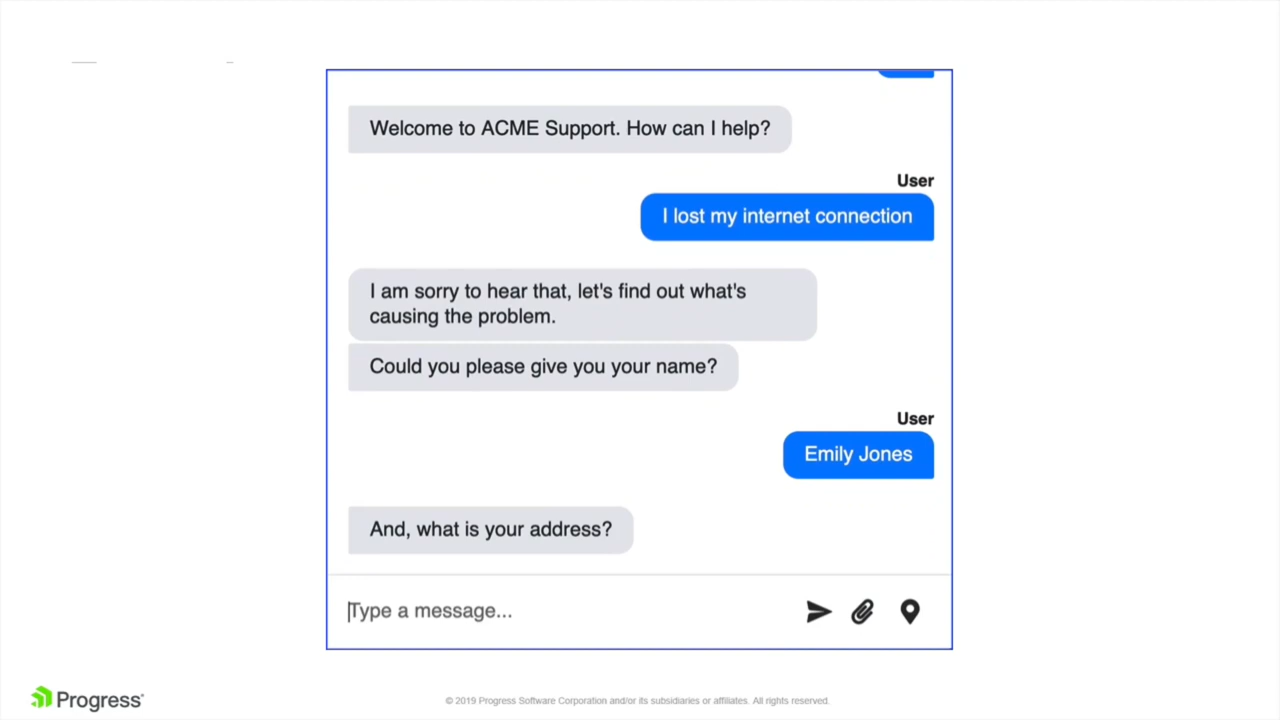 Welcome to ACME Support. How can I help?
User
I lost my internet connection
I am sorry to hear that, let's find out what's
causing the problem.
Could you please give you your name?
User
Emily Jones
And, what is your address?
Type a message...
Progress
© 2019 Progress Software Corporation and/or its subsidiaries or affiliates. All rights reserved.